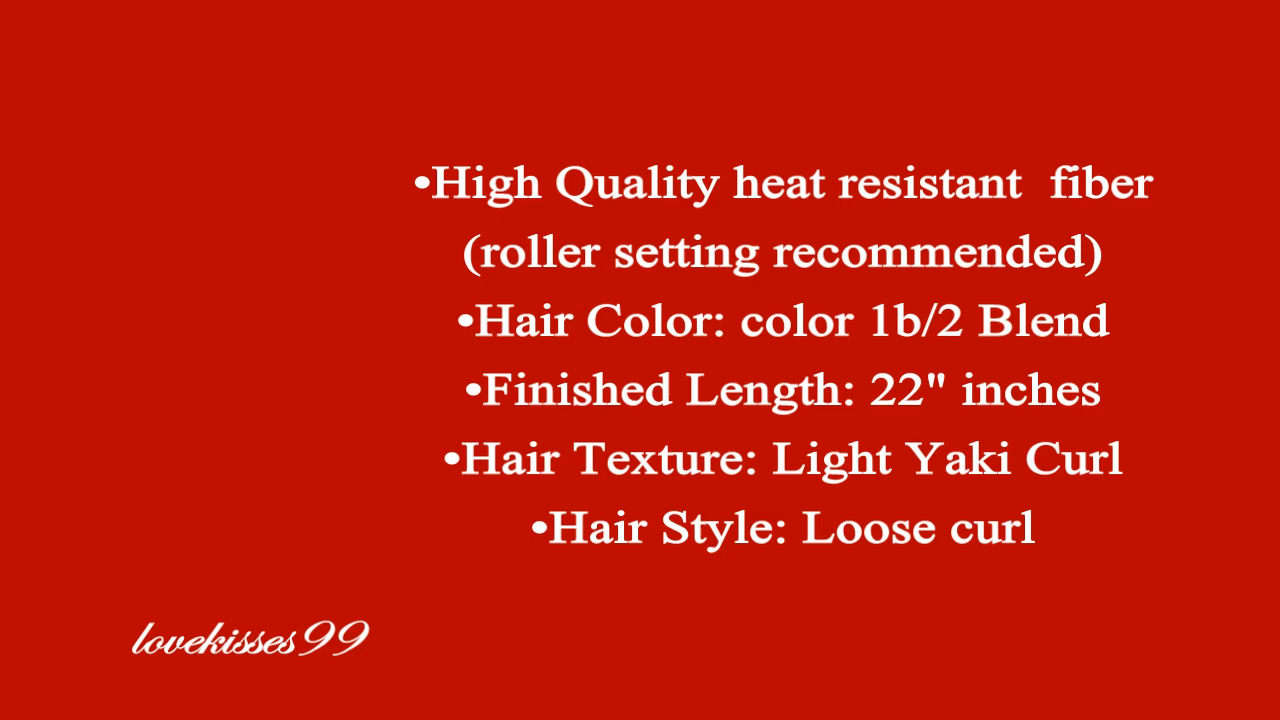 •High Quality heat resistant  fiber
(roller setting recommended)
•Hair Color: color 1b/2 Blend
•Finished Length: 22" inches
•Hair Texture: Light Yaki Curl
•Hair Style: Loose curl
lovekisses99